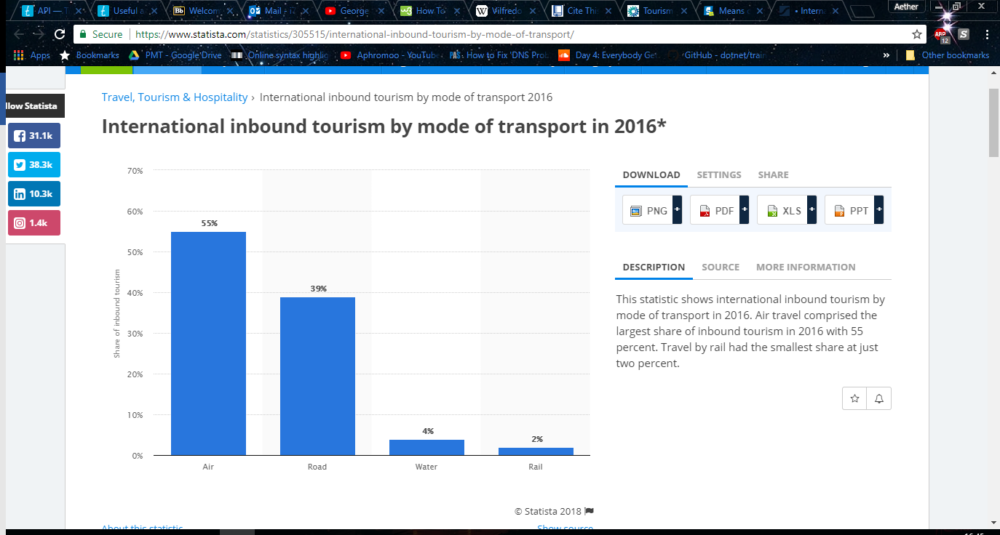 API —
Useful
Welcom
Mail -
George
How To
Vilfredo
Cite Thi
Tourism
Means
• Intern
Aether
Secure
https://www.statista.com/statistics/305515/international-inbound-tourism-by-mode-of-transport/
ABP
12
S
Apps
Bookmarks
PMT - Google Drive
Online syntax highlig
Aphromoo - YouTube
How to Fix 'DNS Prob
Day 4: Everybody Ge
GitHub - dotnet/train
»
Other bookmarks
llow Statista
31.1k
38.3k
10.3k
1.4k
Travel, Tourism & Hospitality › International inbound tourism by mode of transport 2016
International inbound tourism by mode of transport in 2016*
Share of inbound tourism
70%
60%
50%
40%
30%
20%
10%
0%
55%
39%
4%
2%
Air
Road
Water
Rail
© Statista 2018
About this statistic
Show source
DOWNLOAD SETTINGS SHARE
PNG +
PDF +
XLS +
PPT +
DESCRIPTION SOURCE MORE INFORMATION
This statistic shows international inbound tourism by
mode of transport in 2016. Air travel comprised the
largest share of inbound tourism in 2016 with 55
percent. Travel by rail had the smallest share at just
two percent.